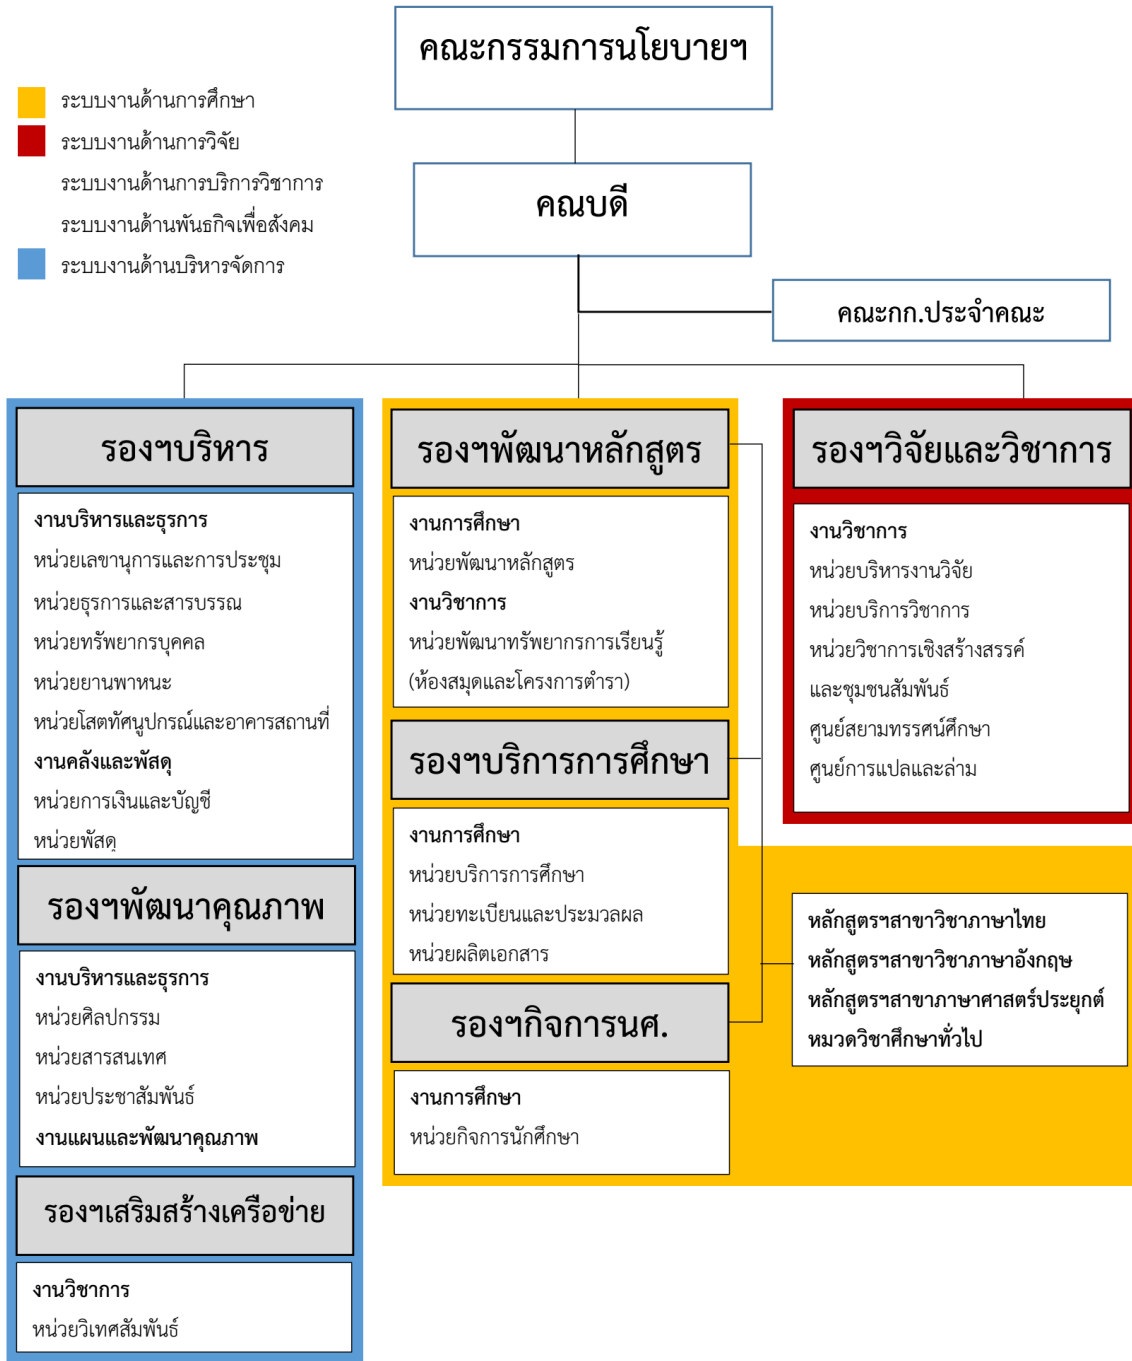 คณะกรรมการนโยบายฯ
ระบบงานด้านการศึกษา
ระบบงานด้านการวิจัย
ระบบงานด้านการบริการวิชาการ
ระบบงานด้านพันธกิจเพื่อสังคม
ระบบงานด้านบริหารจัดการ
คณบดี
คณะกก.ประจำคณะ
รองฯบริหาร
งานบริหารและธุรการ
หน่วยเลขานุการและการประชุม
หน่วยธุรการและสารบรรณ
หน่วยทรัพยากรบุคคล
หน่วยยานพาหนะ
หน่วยโสตทัศนูปกรณ์และอาคารสถานที่
งานคลังและพัสดุ
หน่วยการเงินและบัญชี
หน่วยพัสดุ
รองฯพัฒนาคุณภาพ
งานบริหารและธุรการ
หน่วยศิลปกรรม
หน่วยสารสนเทศ
หน่วยประชาสัมพันธ์
งานแผนและพัฒนาคุณภาพ
รองฯเสริมสร้างเครือข่าย
งานวิชาการ
หน่วยวิเทศสัมพันธ์
รองฯพัฒนาหลักสูตร
งานการศึกษา
หน่วยพัฒนาหลักสูตร
งานวิชาการ
หน่วยพัฒนาทรัพยากรการเรียนรู้
(ห้องสมุดและโครงการตำรา)
รองฯบริการการศึกษา
งานการศึกษา
หน่วยบริการการศึกษา
หน่วยทะเบียนและประมวลผล
หน่วยผลิตเอกสาร
รองฯกิจการนศ.
งานการศึกษา
หน่วยกิจการนักศึกษา
รองฯวิจัยและวิชาการ
งานวิชาการ
หน่วยบริหารงานวิจัย
หน่วยบริการวิชาการ
หน่วยวิชาการเชิงสร้างสรรค์
และชุมชนสัมพันธ์
ศูนย์สยามทรรศน์ศึกษา
ศูนย์การแปลและล่าม
หลักสูตรฯสาขาวิชาภาษาไทย
หลักสูตรฯสาขาวิชาภาษาอังกฤษ
หลักสูตรฯสาขาภาษาศาสตร์ประยุกต์
หมวดวิชาศึกษาทั่วไป